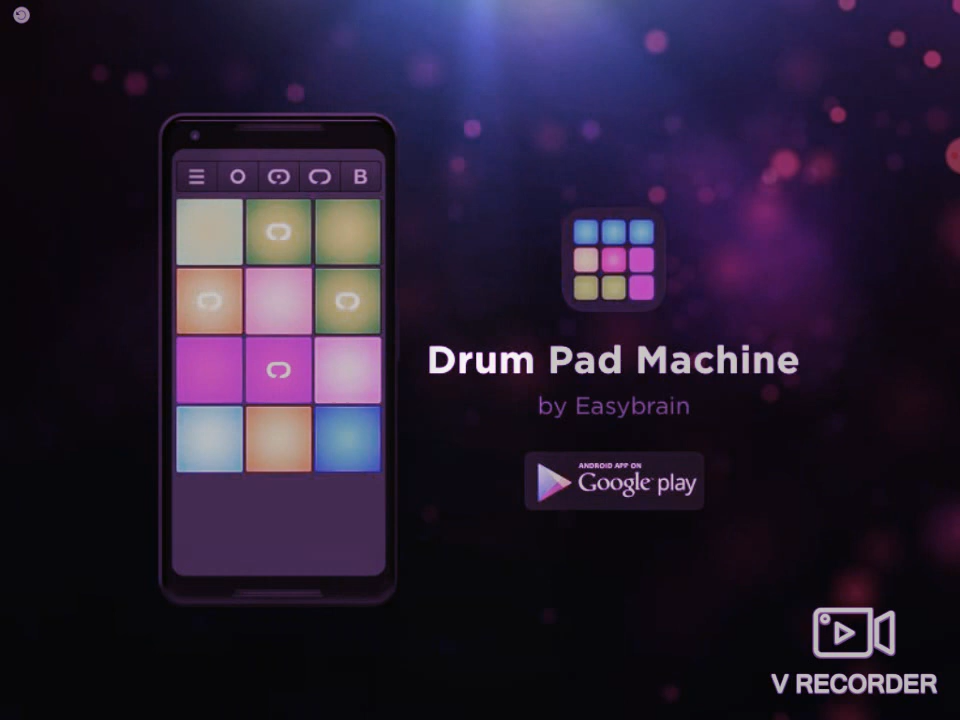 B
Drum Pad Machine
by Easybrain
ANDROID APP ON
Google play
V RECORDER